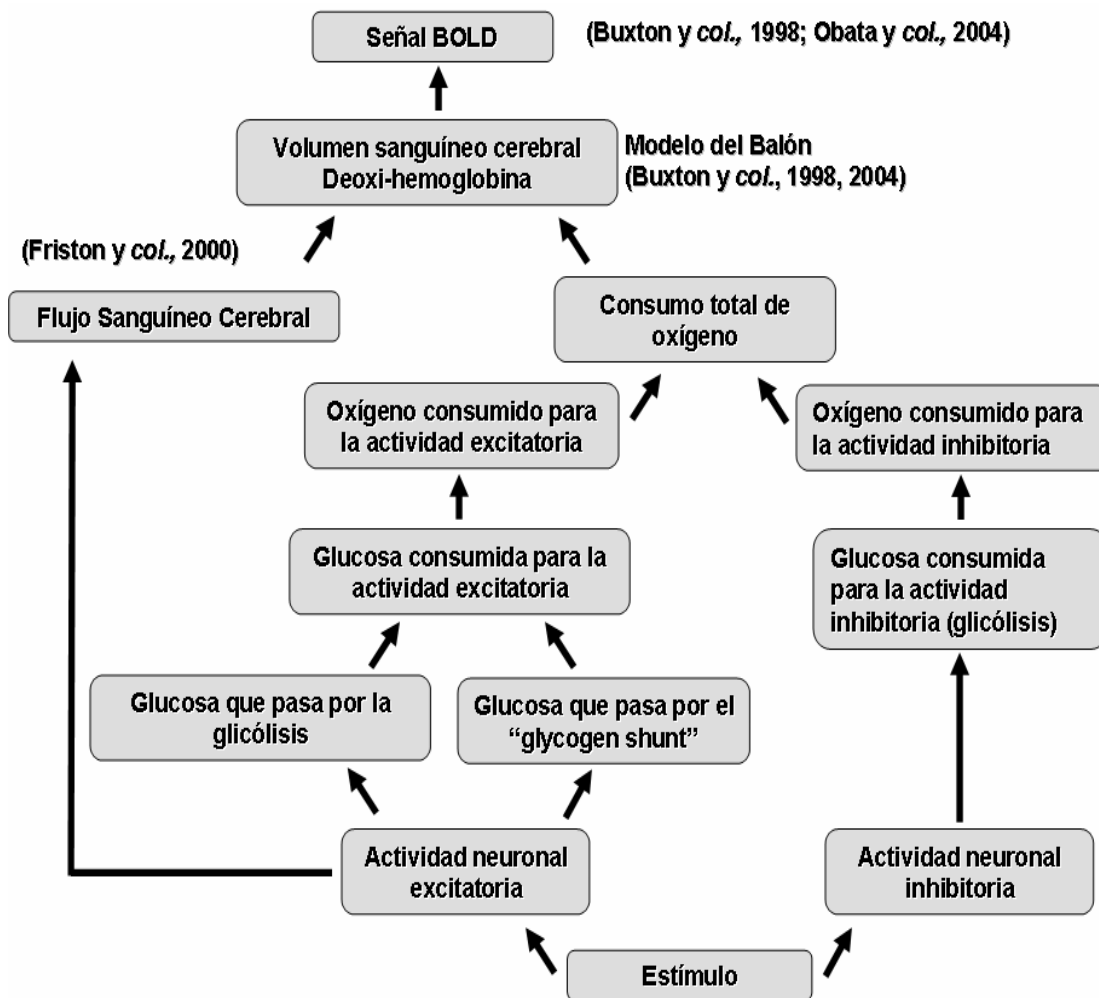 Señal BOLD
(Buxton y col., 1998; Obata y col., 2004)
Volumen sanguíneo cerebral
Deoxi-hemoglobina
Modelo del Balón
(Buxton y col., 1998, 2004)
(Friston y col., 2000)
Flujo Sanguíneo Cerebral
Consumo total de
oxígeno
Oxígeno consumido para
la actividad excitatoria
Oxígeno consumido para
la actividad inhibitoria
Glucosa consumida para la
actividad excitatoria
Glucosa consumida
para la actividad
inhibitoria (glicólisis)
Glucosa que pasa por la
glicólisis
Glucosa que pasa por el
“glycogen shunt”
Actividad neuronal
excitatoria
Actividad neuronal
inhibitoria
Estímulo